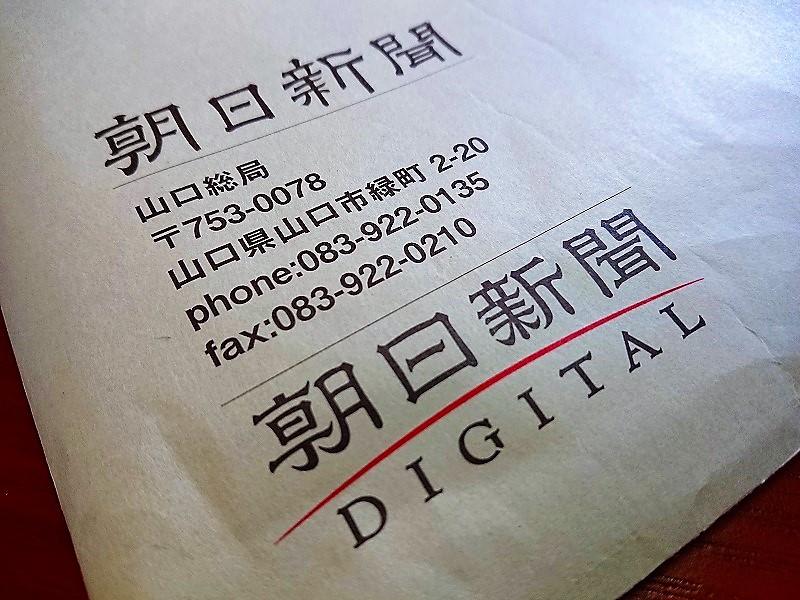 朝日新聞
山口総局
〒753-0078
山口県山口市緑町 2-20
phone:083-922-0135
fax:083-922-0210
朝日新聞
DIGITAL